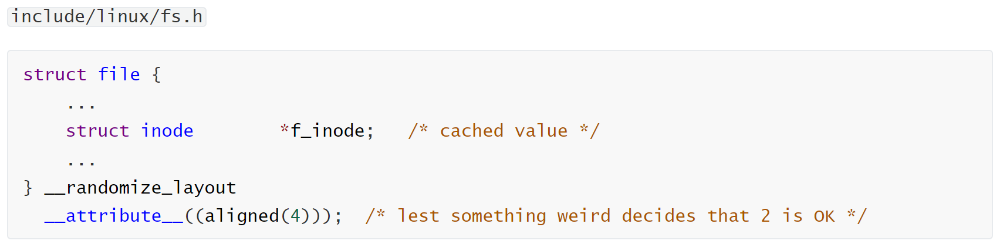 include/linux/fs.h
struct file {
...
struct inode *f_inode; /* cached value */
...
} __randomize_layout
__attribute__((aligned(4))); /* lest something weird decides that 2 is OK */